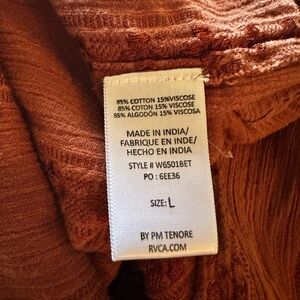 85% COTTON 15%VISCOSE
85% COTON 15% VISCOSE
85% ALGODÓN 15% VISCOSA
MADE IN INDIA/
FABRIQUE EN INDE/
HECHO EN INDIA
STYLE # W6501BET
PO : 6EE36
SIZE: L
BY PM TENORE
RVCA.COM